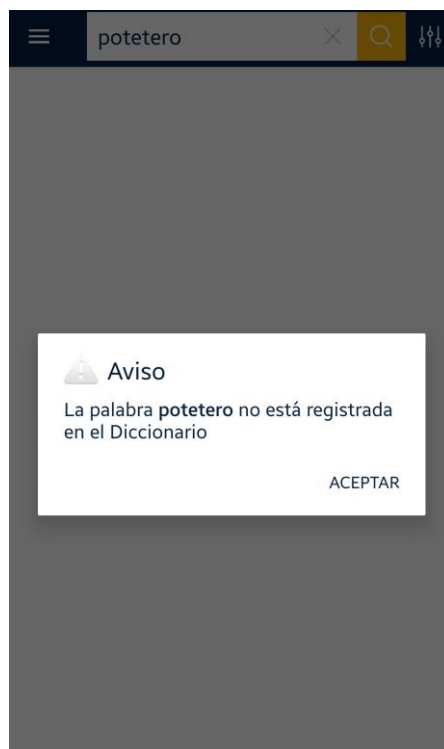 potetero
Aviso
La palabra potetero no está registrada
en el Diccionario
ACEPTAR